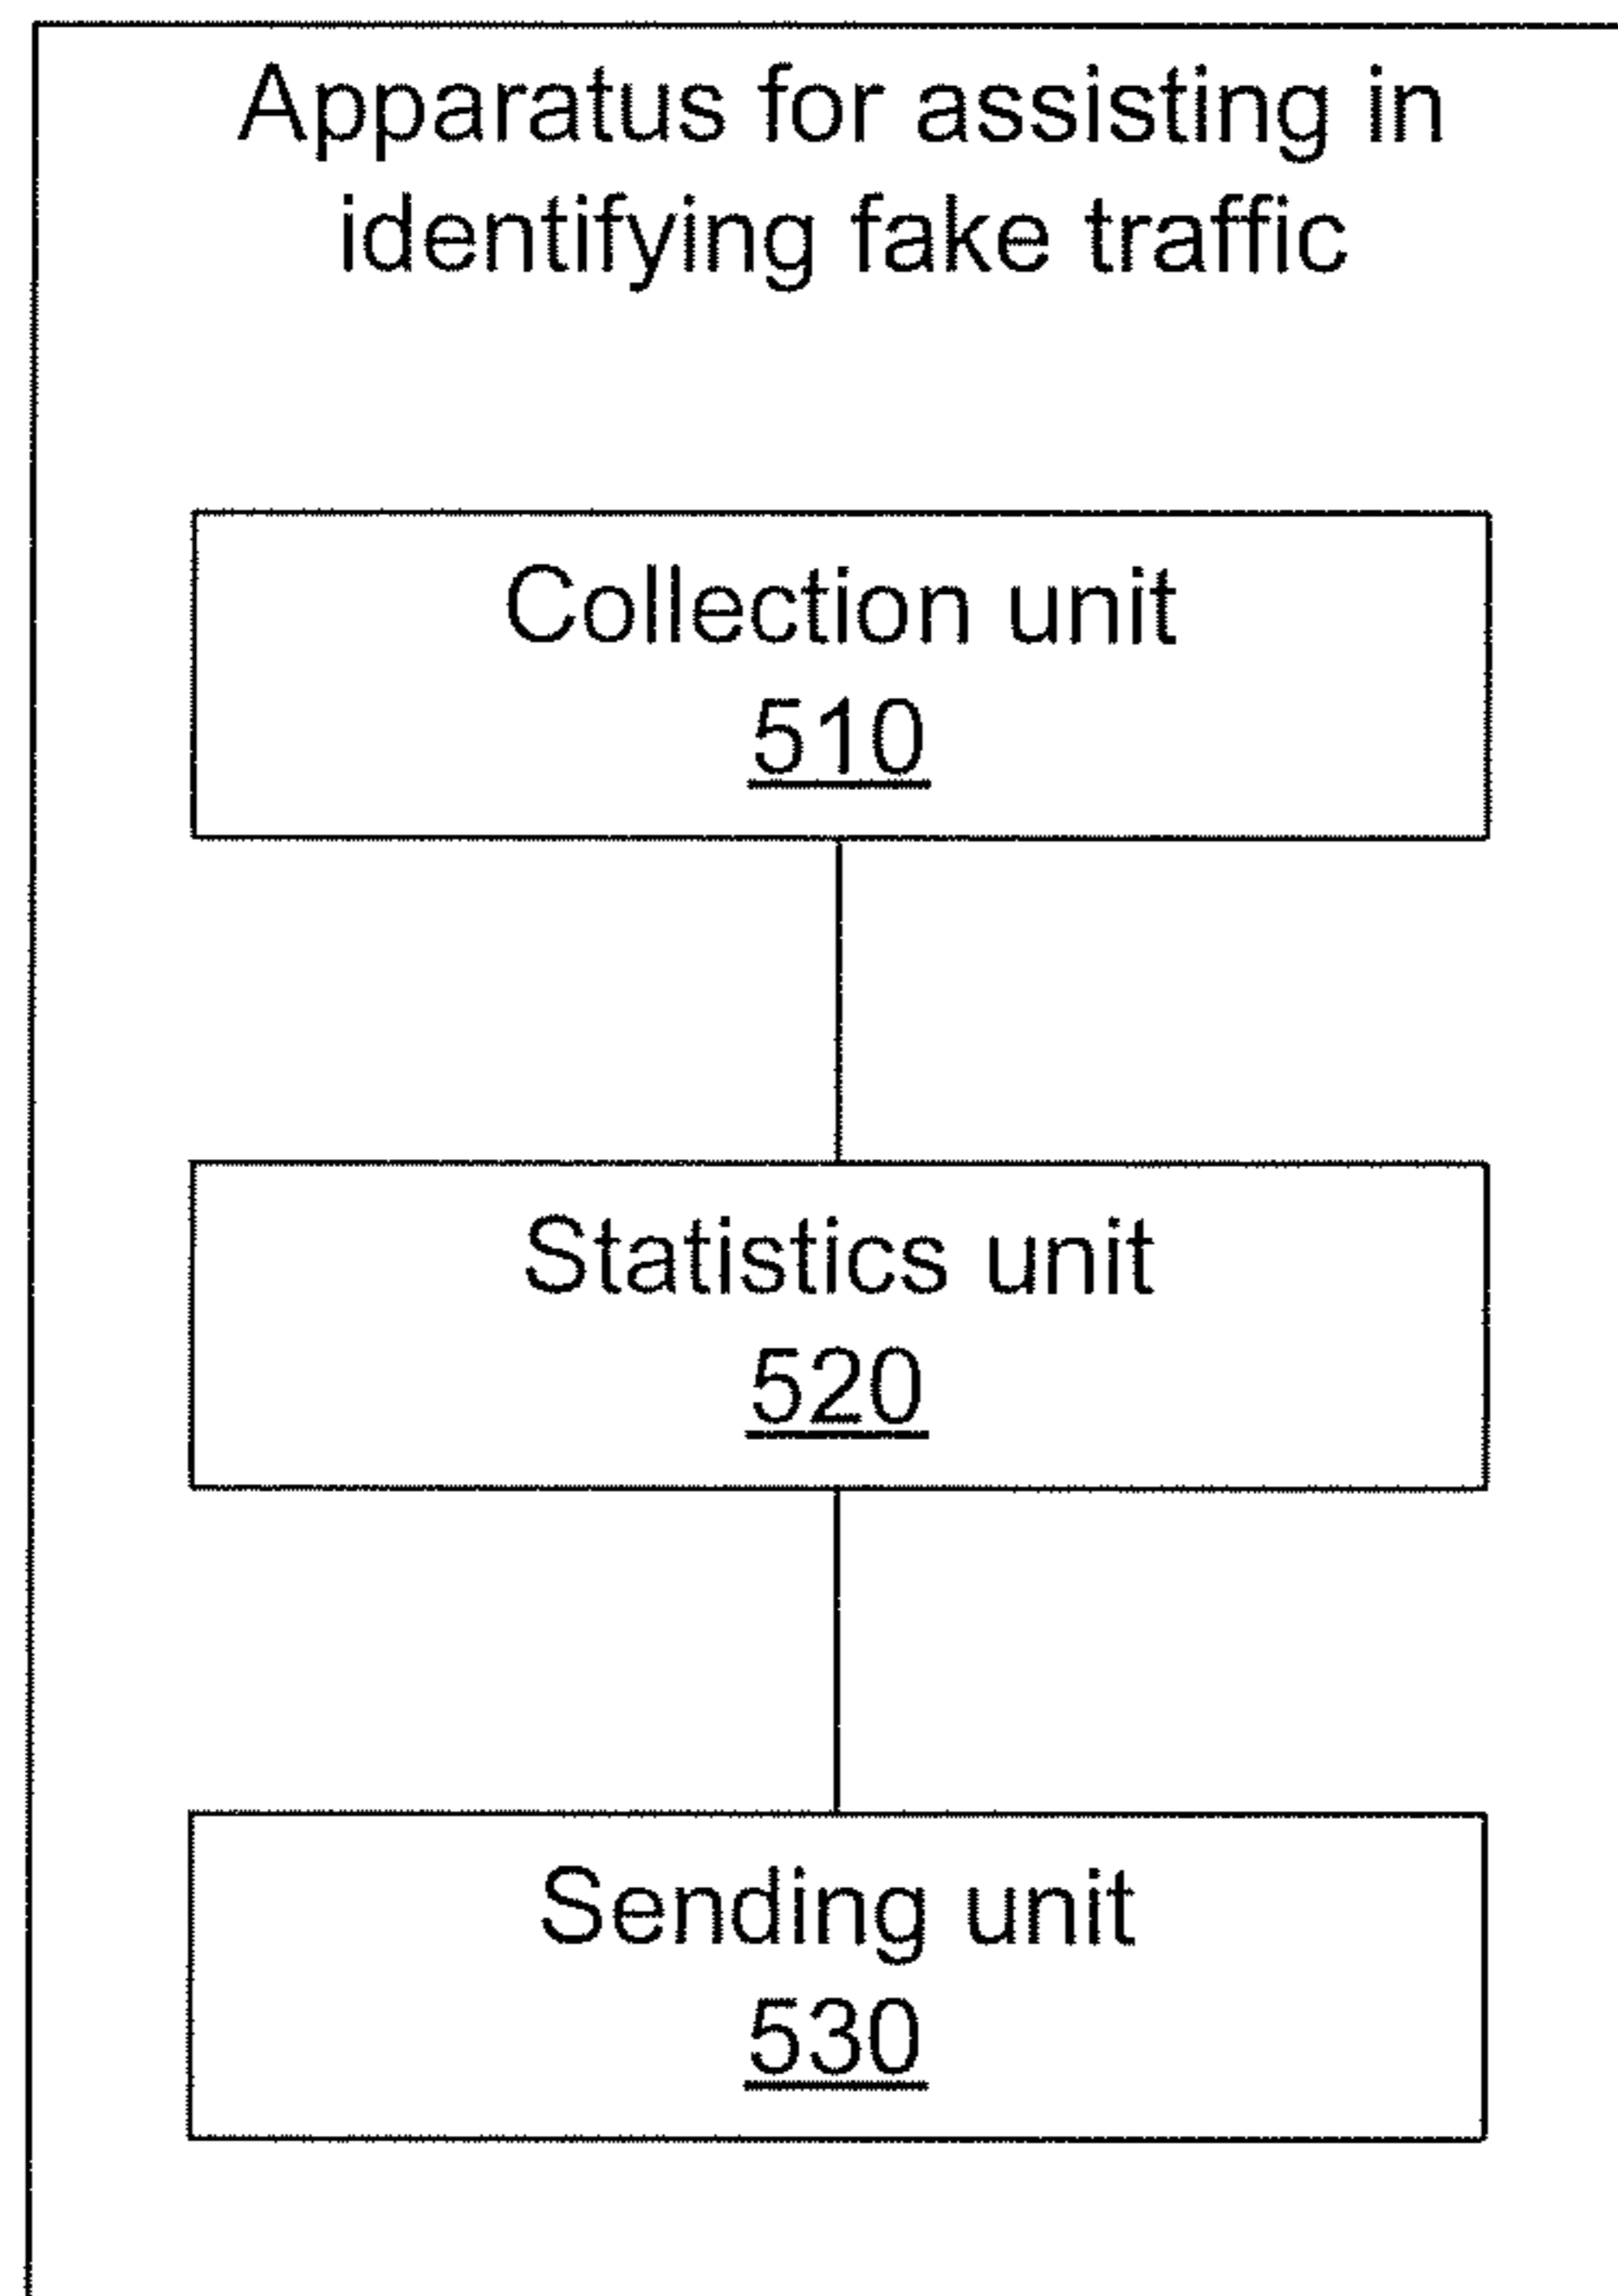 Apparatus for assisting in
identifying fake traffic
Collection unit
510
Statistics unit
520
Sending unit
530